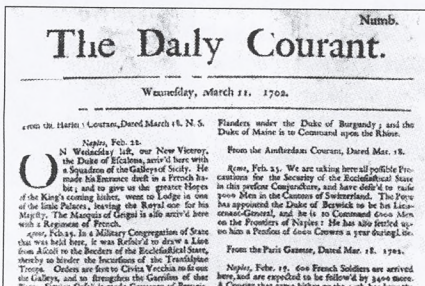 Numb.
The Daily Courant.
Wednesday, March 11. 1702.
From the Harlem Courant, Dated March 18. N. S.
Naples, Feb. 22.
ON Wednesday last, our New Viceroy,
the Duke of Escalona, arriv'd here with
a Squadron of the Galleys of Sicily. He
made his Entrance drest in a French ha-
bit; and to give us the greater Hopes
of the King's coming hither, went to Lodge in one
of the little Palaces, leaving the Royal one for his
Majesty. The Marquis of Grigni is also arriv'd here
with a Regiment of French.
Rome, Feb. 25. In a Military Congregation of State
that was held here, it was Resolv'd to draw a Line
from Ascoli to the Borders of the Ecclesiastical State,
thereby to hinder the Incursions of the Transalpine
Troops. Orders are sent to Civita Vecchia to fit out
the Galleys, and to strengthen the Garrison of that
Flanders under the Duke of Burgundy; and the
Duke of Maine is to Command upon the Rhine.
From the Amsterdam Courant, Dated Mar. 18.
Rome, Feb. 25. We are taking here all possible Pre-
cautions for the Security of the Ecclesiastical State
in this present Conjuncture, and have desir'd to raise
3000 Men in the Cantons of Switzerland. The Pope
has appointed the Duke of Berwick to be his Lieu-
tenant-General, and he is to Command 6000 Men
on the Frontiers of Naples: He has also settled up-
on him a Pension of 6000 Crowns a year during Life.
From the Paris Gazette, Dated Mar. 18. 1702.
Naples, Febr. 17. 600 French Soldiers are arrived
here, and are expected to be follow'd by 3400 more.